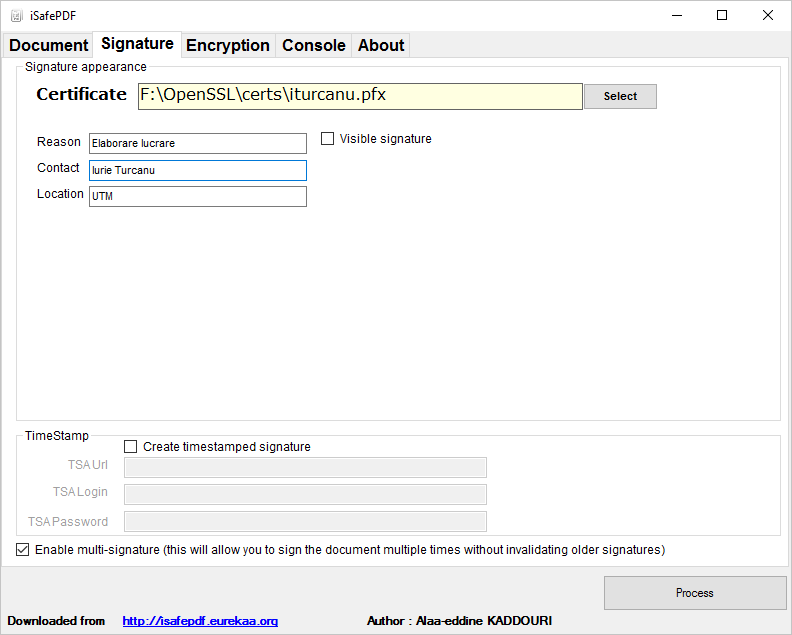 iSafePDF
Document Signature Encryption Console About
Signature appearance
Certificate F:\OpenSSL\certs\iturcanu.pfx Select
Reason Elaborare lucrare Visible signature
Contact Iurie Turcanu
Location UTM
TimeStamp
Create timestamped signature
TSA Url
TSA Login
TSA Password
Enable multi-signature (this will allow you to sign the document multiple times without invalidating older signatures)
Process
Downloaded from http://isafepdf.eurekaa.org Author : Alaa-eddine KADDOURI